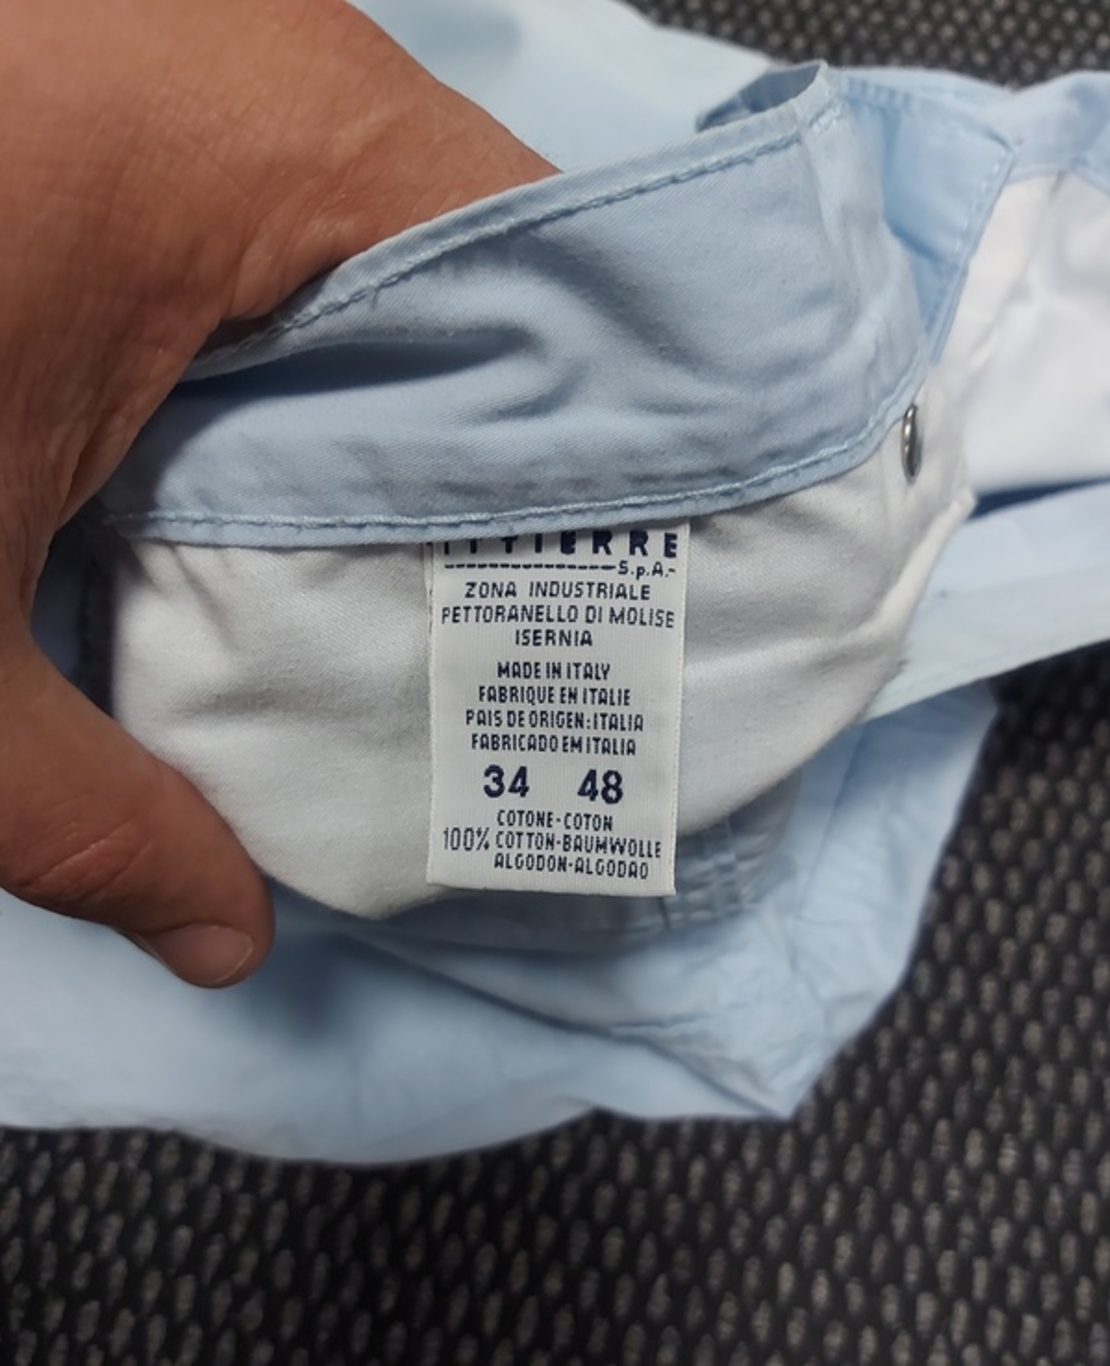 ITTIERRE
S.p.A.-
ZONA INDUSTRIALE
PETTORANELLO DI MOLISE
ISERNIA
MADE IN ITALY
FABRIQUE EN ITALIE
PAIS DE ORIGEN: ITALIA
FABRICADO EM ITALIA
34 48
COTONE-COTON
100% COTTON-BAUMWOLLE
ALGODON-ALGODAO